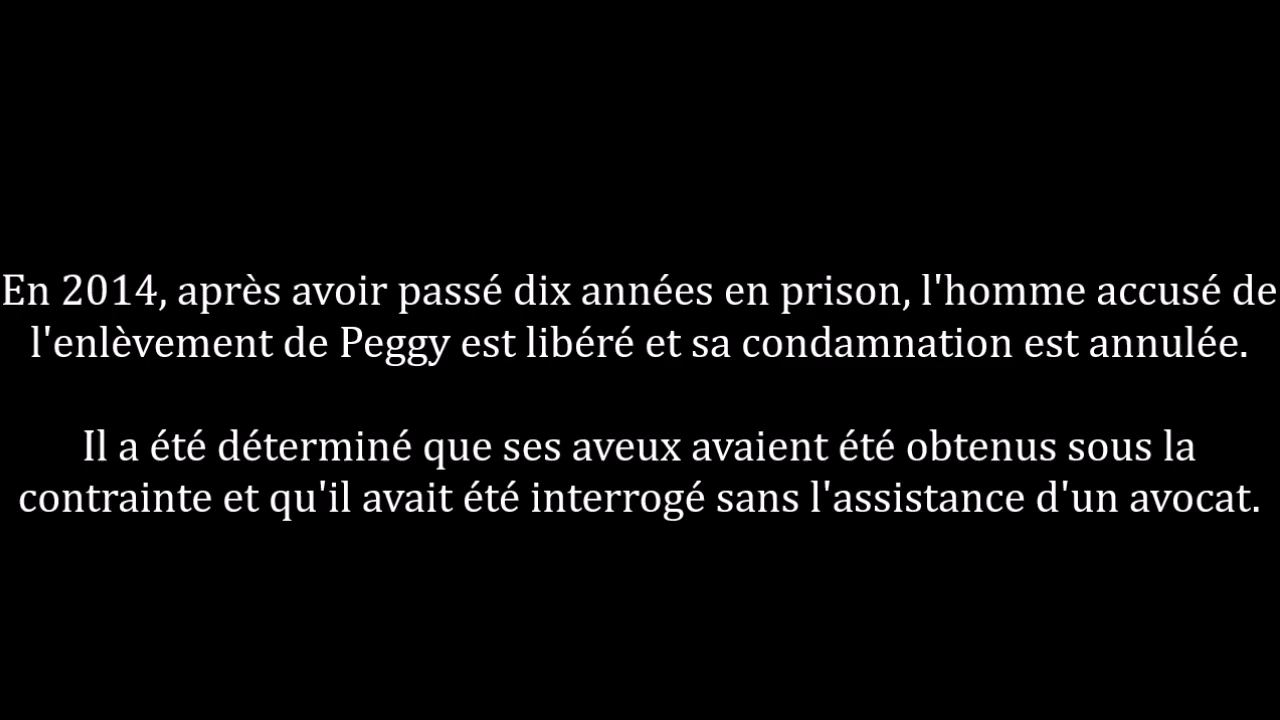 En 2014, après avoir passé dix années en prison, l'homme accusé de
l'enlèvement de Peggy est libéré et sa condamnation est annulée.
Il a été déterminé que ses aveux avaient été obtenus sous la
contrainte et qu'il avait été interrogé sans l'assistance d'un avocat.